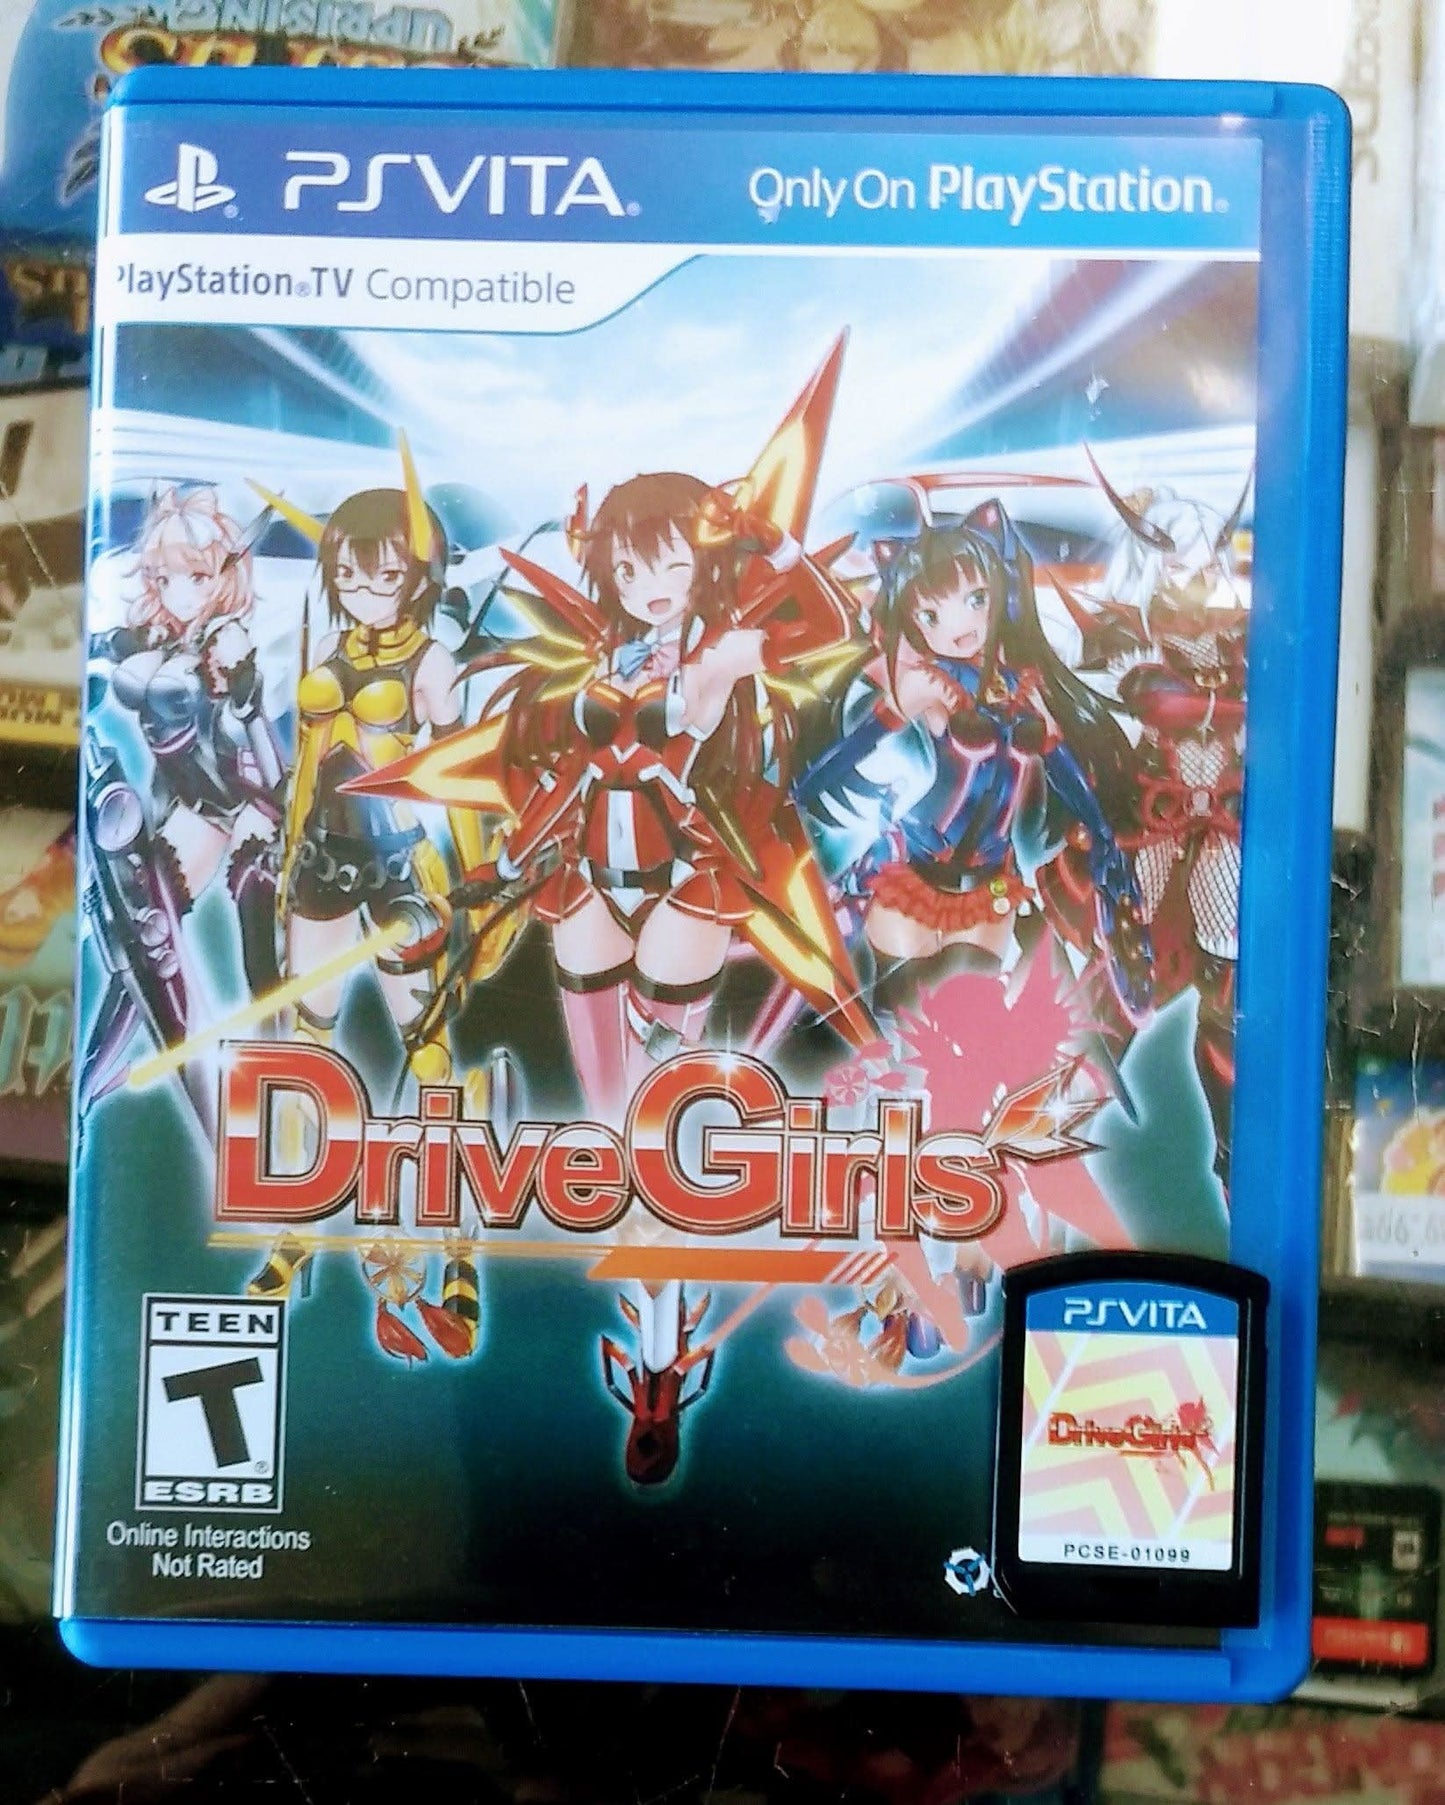 PSVITA
Only On PlayStation®
PlayStation®TV Compatible
DriveGirls
TEEN
T
ESRB
Online Interactions
Not Rated
PSVITA
DriveGirls
PCSE-01099